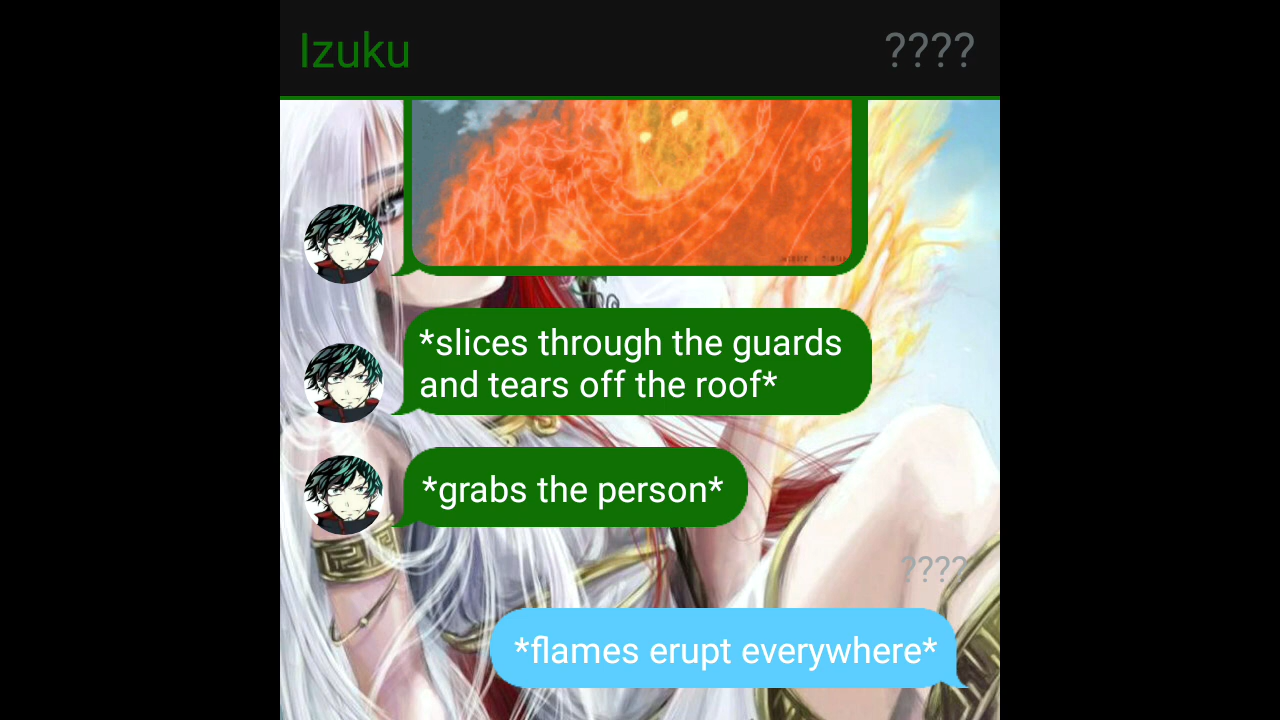 Izuku
????
*slices through the guards
and tears off the roof*
*grabs the person*
????
*flames erupt everywhere*